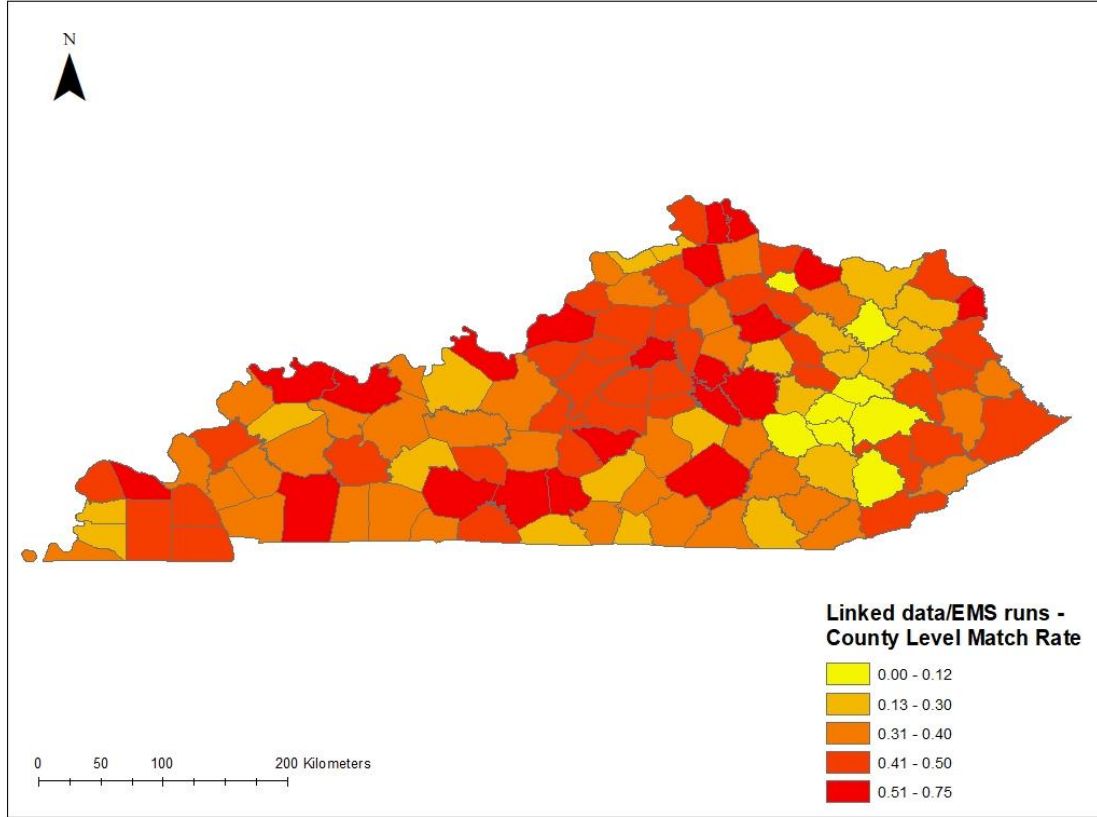 N
Linked data/EMS runs -
County Level Match Rate
0.00 - 0.12
0.13 - 0.30
0.31 - 0.40
0.41 - 0.50
0.51 - 0.75
0 50 100 200 Kilometers